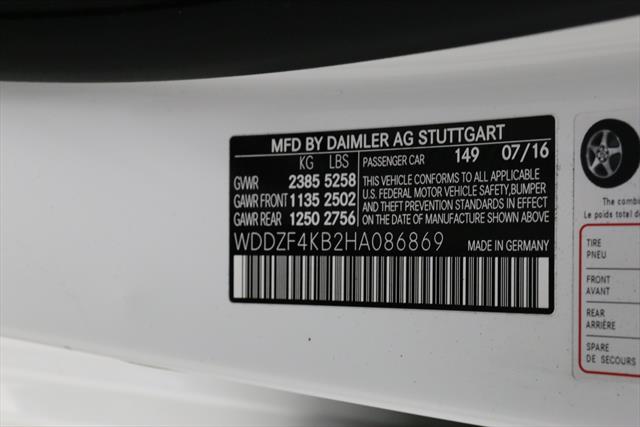 MFD BY DAIMLER AG STUTTGART
KG LBS
GVWR 2385 5258
GAWR FRONT 1135 2502
GAWR REAR 1250 2756
PASSENGER CAR 149 07/16
THIS VEHICLE CONFORMS TO ALL APPLICABLE
U.S. FEDERAL MOTOR VEHICLE SAFETY, BUMPER
AND THEFT PREVENTION STANDARDS IN EFFECT
ON THE DATE OF MANUFACTURE SHOWN ABOVE
WDDZF4KB2HA086869
The combi
Le poids total d
TIRE
PNEU
FRONT
AVANT
REAR
ARRIÈRE
SPARE
DE SECOURS